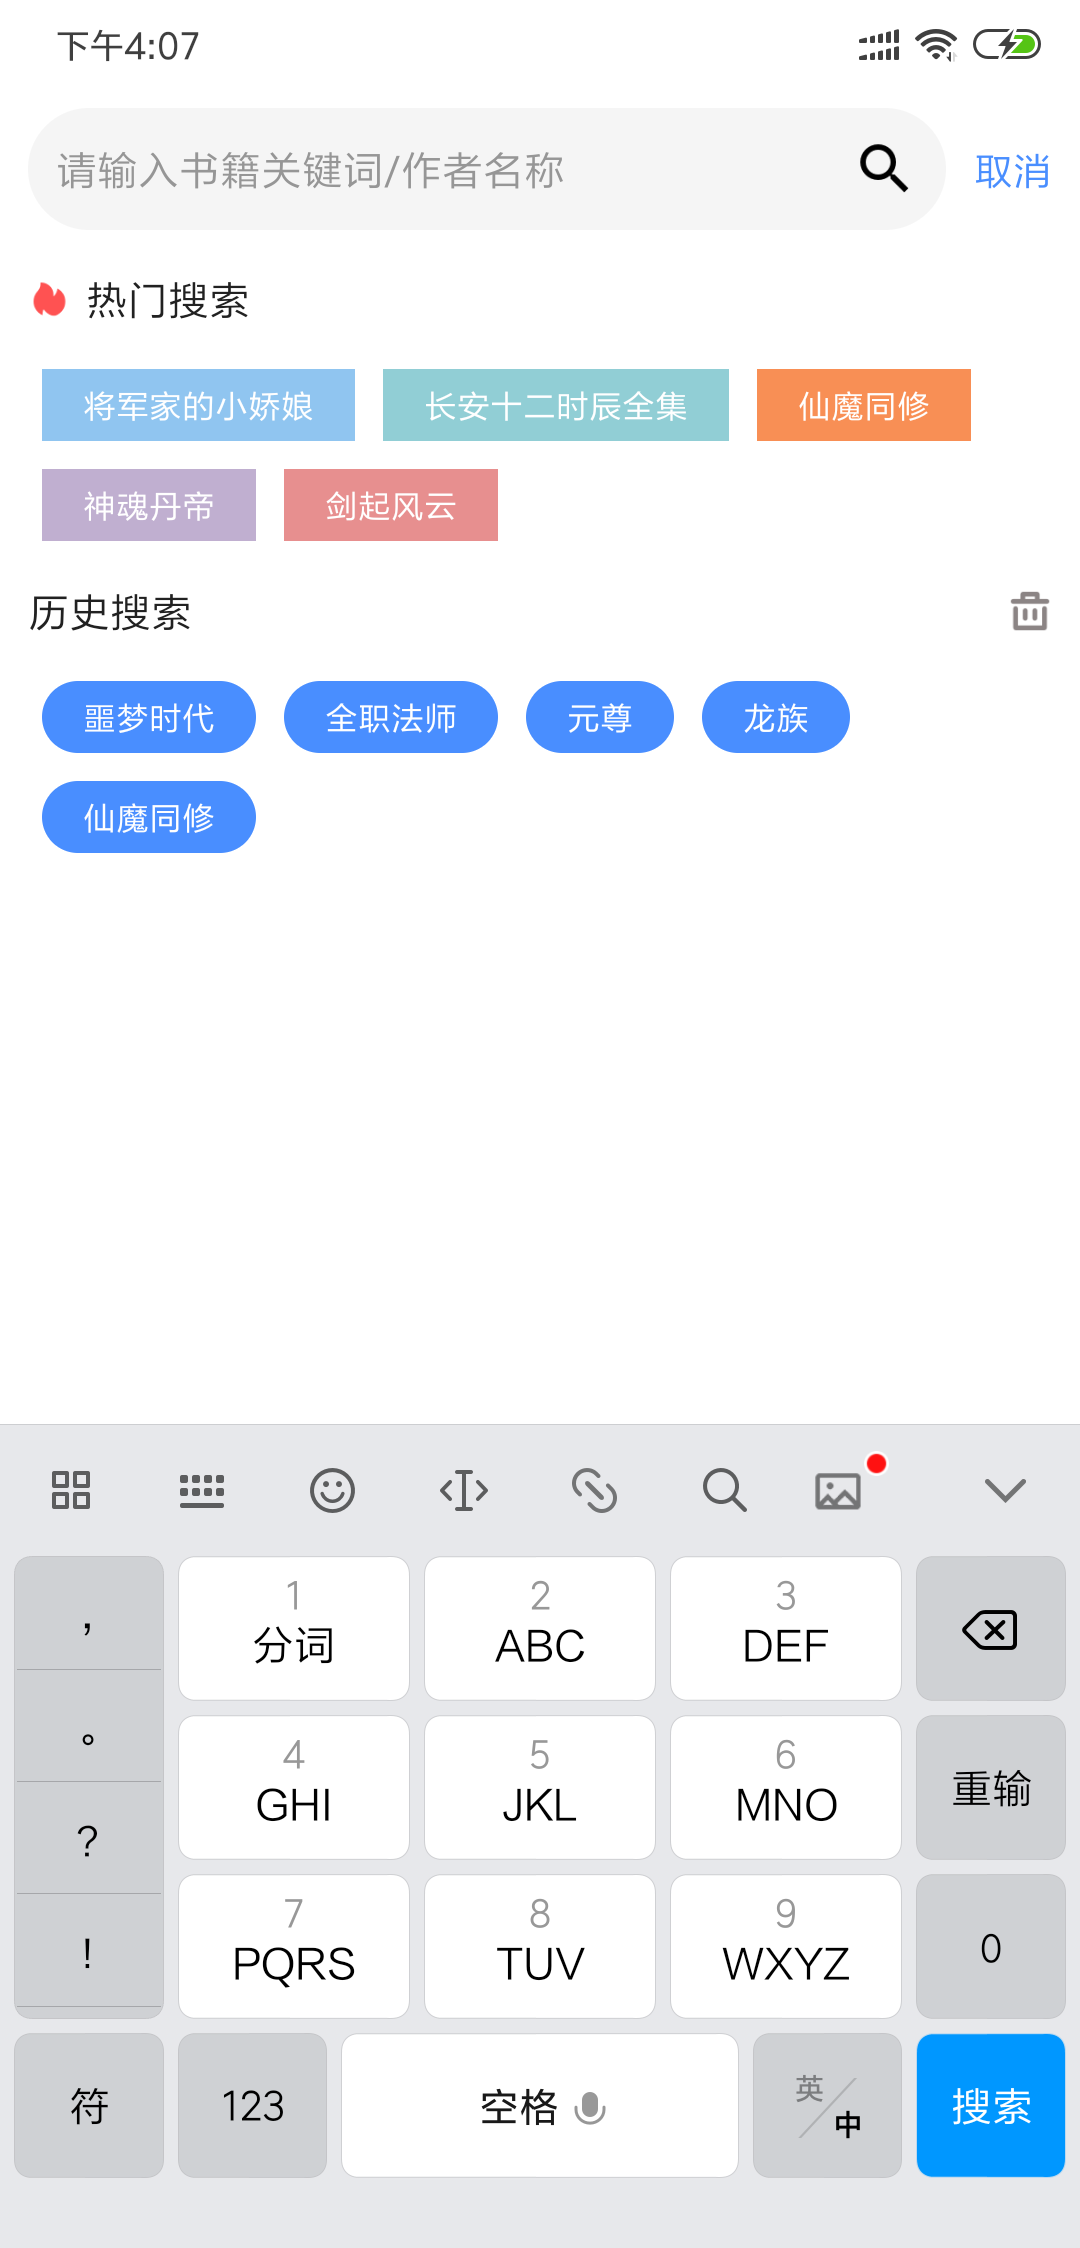 下午4:07
请输入书籍关键词/作者名称
取消
热门搜索
将军家的小娇娘 长安十二时辰全集 仙魔同修
神魂丹帝 剑起风云
历史搜索
噩梦时代 全职法师 元尊 龙族
仙魔同修
， 1 2 3
分词 ABC DEF
。 4 5 6
GHI JKL MNO 重输
? 7 8 9
! PQRS TUV WXYZ 0
符 123 空格 英/中 搜索